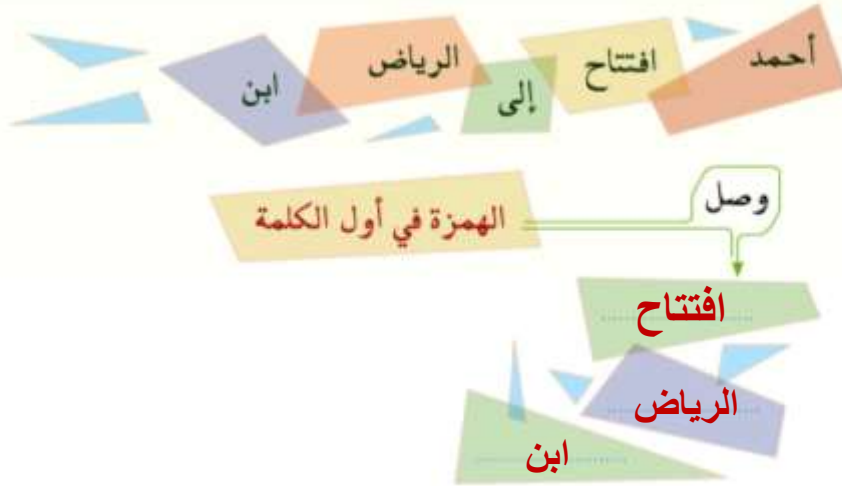 أحمد افتتاح إلى الرياض ابن
وصل
الهمزة في أول الكلمة
افتتاح
الرياض
ابن